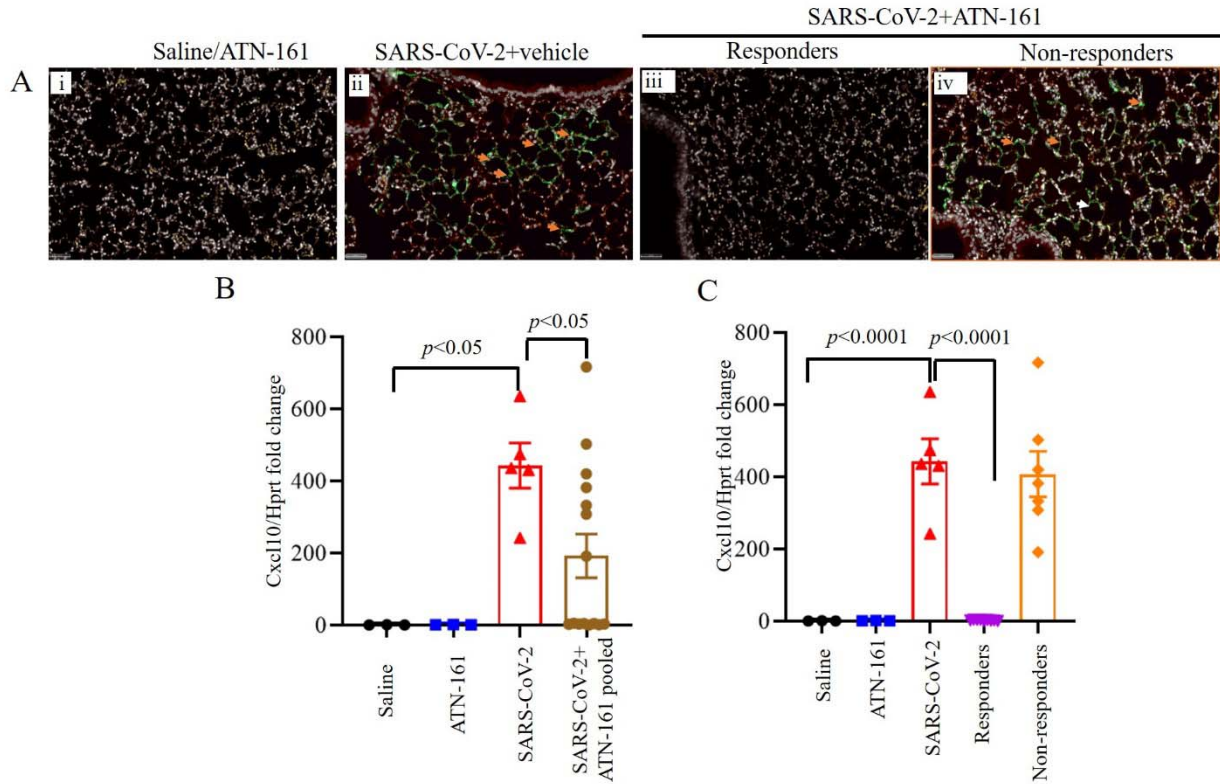 SARS-CoV-2+ATN-161
Saline/ATN-161
SARS-CoV-2+vehicle
Responders
Non-responders
A
i
ii
iii
iv
B
800
600
400
200
0
Cxcl10/Hprt fold change
p<0.05
p<0.05
Saline
ATN-161
SARS-CoV-2
SARS-CoV-2+
ATN-161 pooled
C
800
600
400
200
0
Cxcl10/Hprt fold change
p<0.0001
p<0.0001
Saline
ATN-161
SARS-CoV-2
Responders
Non-responders